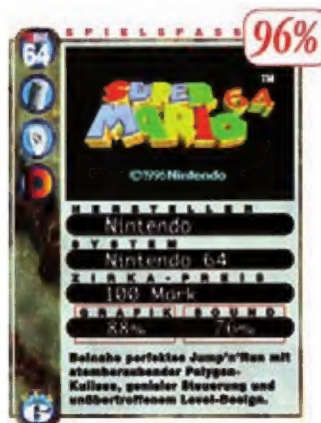 SPIELSPASS
96%
64
SUPER
MARIO 64
TM
©1996 Nintendo
HERSTELLER
Nintendo
SYSTEM
Nintendo 64
ZIRKA-PREIS
100 Mark
GRAFIK SOUND
88% 76%
Beinahe perfektes Jump'n'Run mit
atemberaubender Polygon-
Kulisse, genialer Steuerung und
unübertroffenem Level-Design.
G